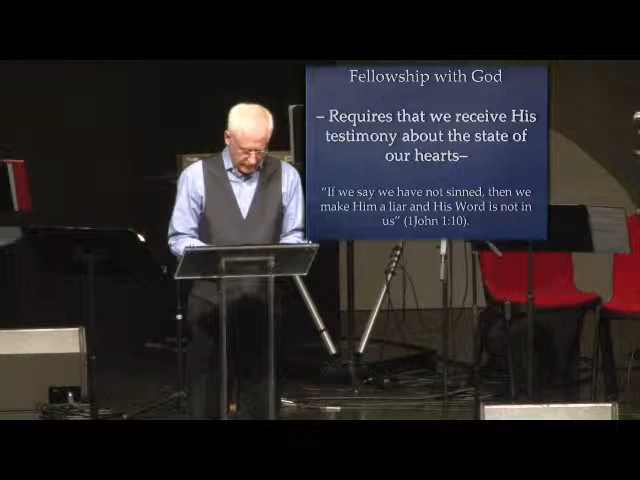 Fellowship with God
– Requires that we receive His
testimony about the state of
our hearts–
“If we say we have not sinned, then we
make Him a liar and His Word is not in
us” (1John 1:10).